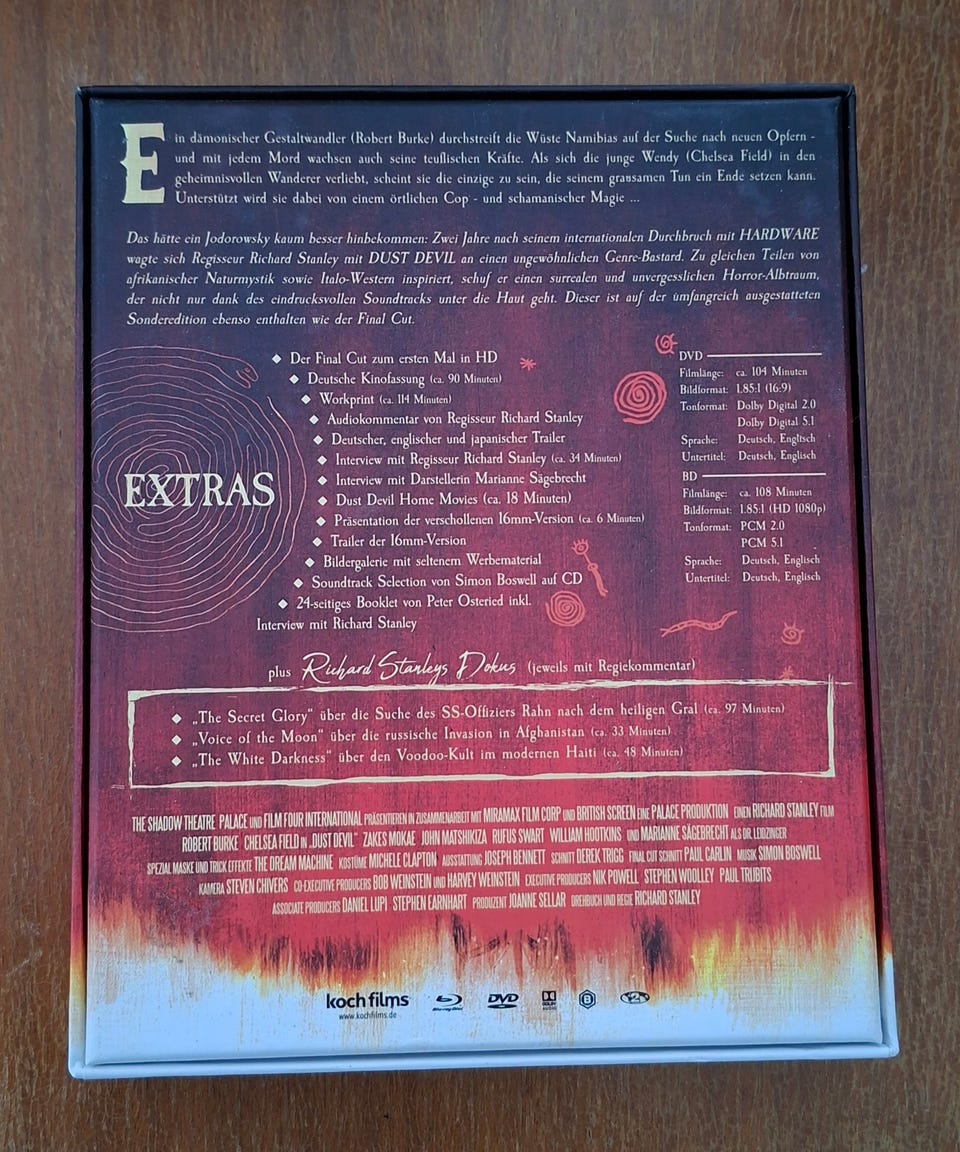 Ein dämonischer Gestaltwandler (Robert Burke) durchstreift die Wüste Namibias auf der Suche nach neuen Opfern -
und mit jedem Mord wachsen auch seine teuflischen Kräfte. Als sich die junge Wendy (Chelsea Field) in den
geheimnisvollen Wanderer verliebt, scheint sie die einzige zu sein, die seinem grausamen Tun ein Ende setzen kann.
Unterstützt wird sie dabei von einem örtlichen Cop - und schamanischer Magie ...
Das hätte ein Jodorowsky kaum besser hinbekommen: Zwei Jahre nach seinem internationalen Durchbruch mit HARDWARE
wagte sich Regisseur Richard Stanley mit DUST DEVIL an einen ungewöhnlichen Genre-Bastard. Zu gleichen Teilen von
afrikanischer Naturmystik sowie Italo-Western inspiriert, schuf er einen surrealen und unvergesslichen Horror-Albtraum,
der nicht nur dank des eindrucksvollen Soundtracks unter die Haut geht. Dieser ist auf der umfangreich ausgestatteten
Sonderedition ebenso enthalten wie der Final Cut.
EXTRAS
◆ Der Final Cut zum ersten Mal in HD
◆ Deutsche Kinofassung (ca. 90 Minuten)
◆ Workprint (ca. 114 Minuten)
◆ Audiokommentar von Regisseur Richard Stanley
◆ Deutscher, englischer und japanischer Trailer
◆ Interview mit Regisseur Richard Stanley (ca. 34 Minuten)
◆ Interview mit Darstellerin Marianne Sägebrecht
◆ Dust Devil Home Movies (ca. 18 Minuten)
◆ Präsentation der verschollenen 16mm-Version (ca. 6 Minuten)
◆ Trailer der 16mm-Version
◆ Bildergalerie mit seltenem Werbematerial
◆ Soundtrack Selection von Simon Boswell auf CD
◆ 24-seitiges Booklet von Peter Osteried inkl.
Interview mit Richard Stanley
DVD
Filmlänge: ca. 104 Minuten
Bildformat: 1.85:1 (16:9)
Tonformat: Dolby Digital 2.0
Dolby Digital 5.1
Sprache: Deutsch, Englisch
Untertitel: Deutsch, Englisch
BD
Filmlänge: ca. 108 Minuten
Bildformat: 1.85:1 (HD 1080p)
Tonformat: PCM 2.0
PCM 5.1
Sprache: Deutsch, Englisch
Untertitel: Deutsch, Englisch
plus Richard Stanleys Dokus (jeweils mit Regiekommentar)
◆ „The Secret Glory“ über die Suche des SS-Offiziers Rahn nach dem heiligen Gral (ca. 97 Minuten)
◆ „Voice of the Moon“ über die russische Invasion in Afghanistan (ca. 33 Minuten)
◆ „The White Darkness“ über den Voodoo-Kult im modernen Haiti (ca. 48 Minuten)
THE SHADOW THEATRE PALACE UND FILM FOUR INTERNATIONAL PRÄSENTIEREN IN ZUSAMMENARBEIT MIT MIRAMAX FILM CORP UND BRITISH SCREEN EINE PALACE PRODUKTION EINEN RICHARD STANLEY FILM
ROBERT BURKE CHELSEA FIELD IN „DUST DEVIL“ ZAKES MOKAE JOHN MATSHIKIZA RUFUS SWART WILLIAM HOOTKINS UND MARIANNE SÄGEBRECHT ALS DR. LEIDZINGER
SPEZIAL MASKE UND TRICK EFFEKTE THE DREAM MACHINE KOSTÜME MICHELE CLAPTON AUSSTATTUNG JOSEPH BENNETT SCHNITT DEREK TRIGG FINAL CUT SCHNITT PAUL CARLIN MUSIK SIMON BOSWELL
KAMERA STEVEN CHIVERS CO-EXECUTIVE PRODUCERS BOB WEINSTEIN UND HARVEY WEINSTEIN EXECUTIVE PRODUCERS NIK POWELL STEPHEN WOOLLEY PAUL TRIJBITS
ASSOCIATE PRODUCERS DANIEL LUPI STEPHEN EARNHART PRODUZENT JOANNE SELLAR DREHBUCH UND REGIE RICHARD STANLEY
koch films Blu-ray Disc DVD DOLBY AUDIO B 2
www.kochfilms.de